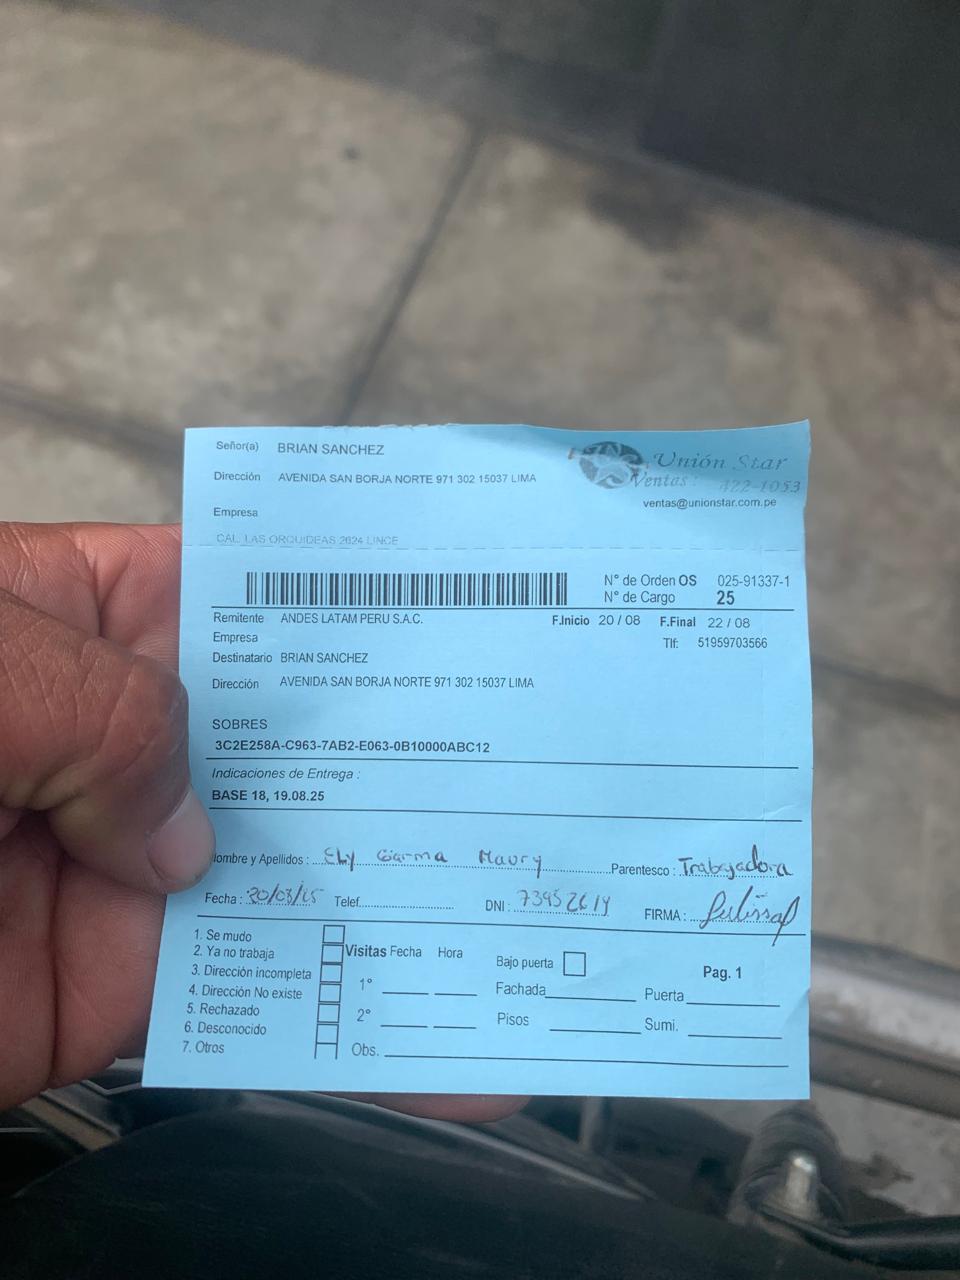 Señor(a) BRIAN SANCHEZ
Unión Star
Dirección AVENIDA SAN BORJA NORTE 971 302 15037 LIMA
Ventas : 422-1053
ventas@unionstar.com.pe
Empresa
CAL. LAS ORQUIDEAS 2624 LINCE
N° de Orden OS 025-91337-1
N° de Cargo 25
Remitente ANDES LATAM PERU S.A.C. F.Inicio 20 / 08 F.Final 22 / 08
Empresa Tlf: 51959703566
Destinatario BRIAN SANCHEZ
Dirección AVENIDA SAN BORJA NORTE 971 302 15037 LIMA
SOBRES
3C2E258A-C963-7AB2-E063-0B10000ABC12
Indicaciones de Entrega :
BASE 18, 19.08.25
ombre y Apellidos : Ely Garma Maury Parentesco : Trabajadora
Fecha : 20/08/25 Telef. DNI : FIRMA :
1. Se mudo
2. Ya no trabaja
3. Dirección incompleta
4. Dirección No existe
5. Rechazado
6. Desconocido
7. Otros
Visitas Fecha Hora
1°
2°
Obs.
Bajo puerta
Pag. 1
Fachada Puerta
Pisos Sumi.